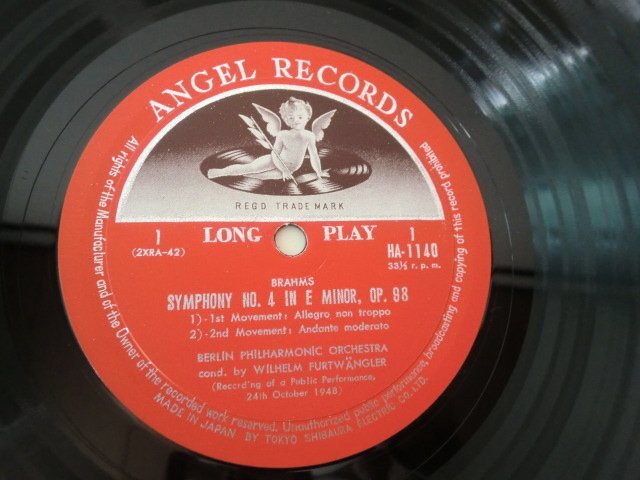 ANGEL RECORDS
REGD TRADE MARK
1 LONG PLAY 1
(2XRA-42) HA-1140
33⅓ r. p. m.
BRAHMS
SYMPHONY NO. 4 IN E MINOR, OP. 98
1)-1st Movement: Allegro non troppo
2)-2nd Movement: Andante moderato
BERLIN PHILHARMONIC ORCHESTRA
cond. by WILHELM FURTWÄNGLER
(Recording of a Public Performance,
24th October 1948)
All rights of the Manufacturer and of the Owner of the recorded work reserved. Unauthorized public performance, broadcasting and copying of this record prohibited
MADE IN JAPAN. BY TOKYO SHIBAURA ELECTRIC CO. LTD.